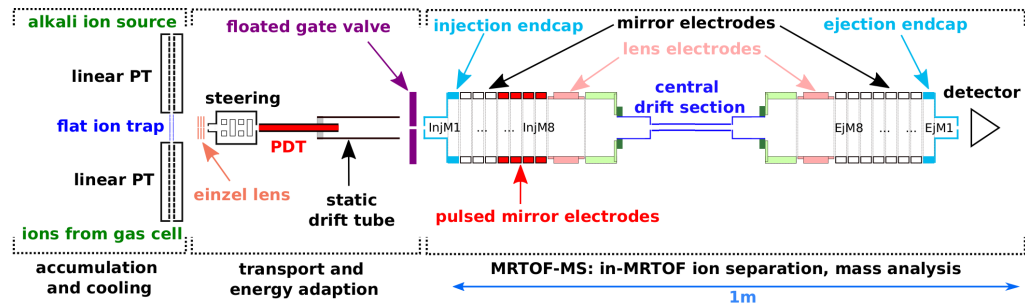 alkali ion source
linear PT
flat ion trap
linear PT
ions from gas cell
accumulation
and cooling
floated gate valve
steering
PDT
einzel lens
static
drift tube
transport and
energy adaption
injection endcap
mirror electrodes
ejection endcap
lens electrodes
central
drift section
detector
InjM1 ... ... InjM8
EjM8 ... ... EjM1
pulsed mirror electrodes
MRTOF-MS: in-MRTOF ion separation, mass analysis
1m